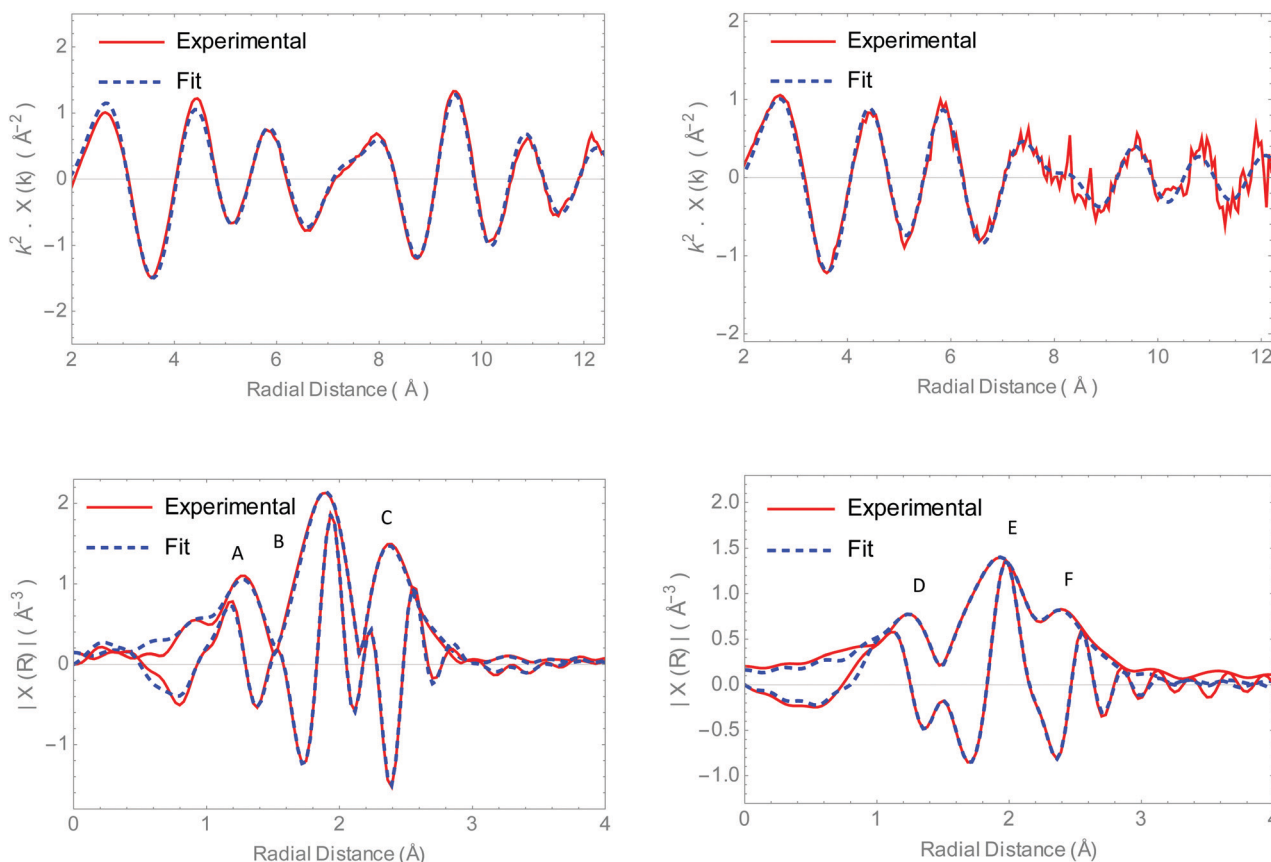 Experimental
Fit
k². X (k) ( Å⁻²)
2
1
0
−1
−2
2
4
6
8
10
12
Radial Distance ( Å )
Experimental
Fit
k². X (k) ( Å⁻²)
2
1
0
−1
−2
2
4
6
8
10
12
Radial Distance ( Å )
Experimental
Fit
A
B
C
| X (R) | ( Å⁻³)
2
1
0
−1
0
1
2
3
4
Radial Distance (Å)
Experimental
Fit
D
E
F
| X (R) | ( Å⁻³)
2.0
1.5
1.0
0.5
0.0
−0.5
−1.0
0
1
2
3
4
Radial Distance (Å)